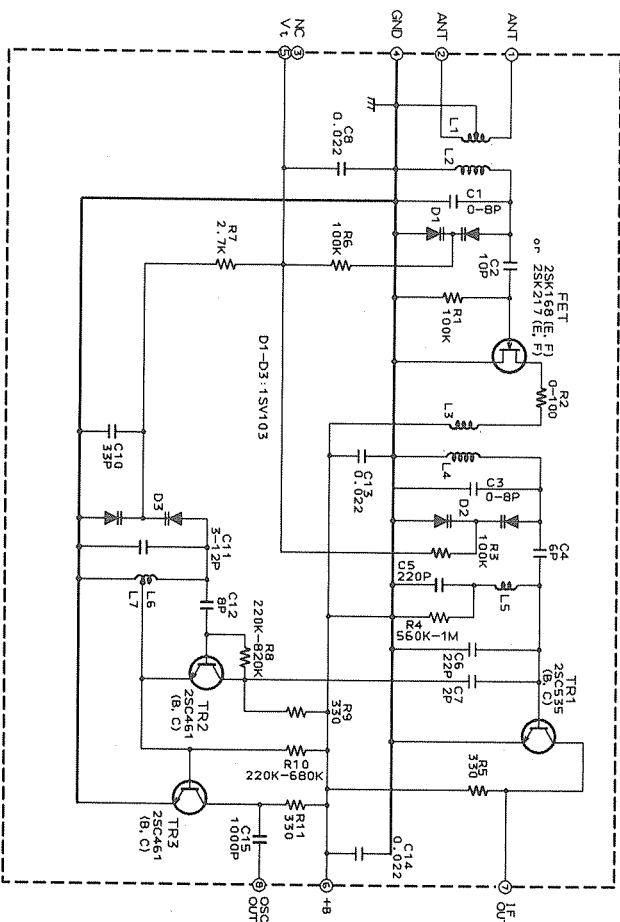 ANT
1
ANT
2
GND
4
NC
3
Vt
5
L1
L2
C8
0.022
C1
0-8P
D1
C2
10P
R6
100K
R7
2.7K
R1
100K
FET
2SK168 (E, F)
or
2SK217 (E, F)
R2
0-100
D1-D3:1SV103
L3
L4
C13
0.022
C3
0-8P
D2
R3
100K
C4
6P
C5
220P
L5
R4
560K-1M
C6
22P
C7
2P
C10
33P
D3
C11
3-12P
L6
L7
C12
8P
R8
220K-820K
TR2
2SC461
(B, C)
R9
330
R10
220K-680K
TR1
2SC535
(B, C)
R5
330
TR3
2SC461
(B, C)
R11
330
C15
1000P
C14
0.022
7
IF
6
+B
8
OSC
OUT